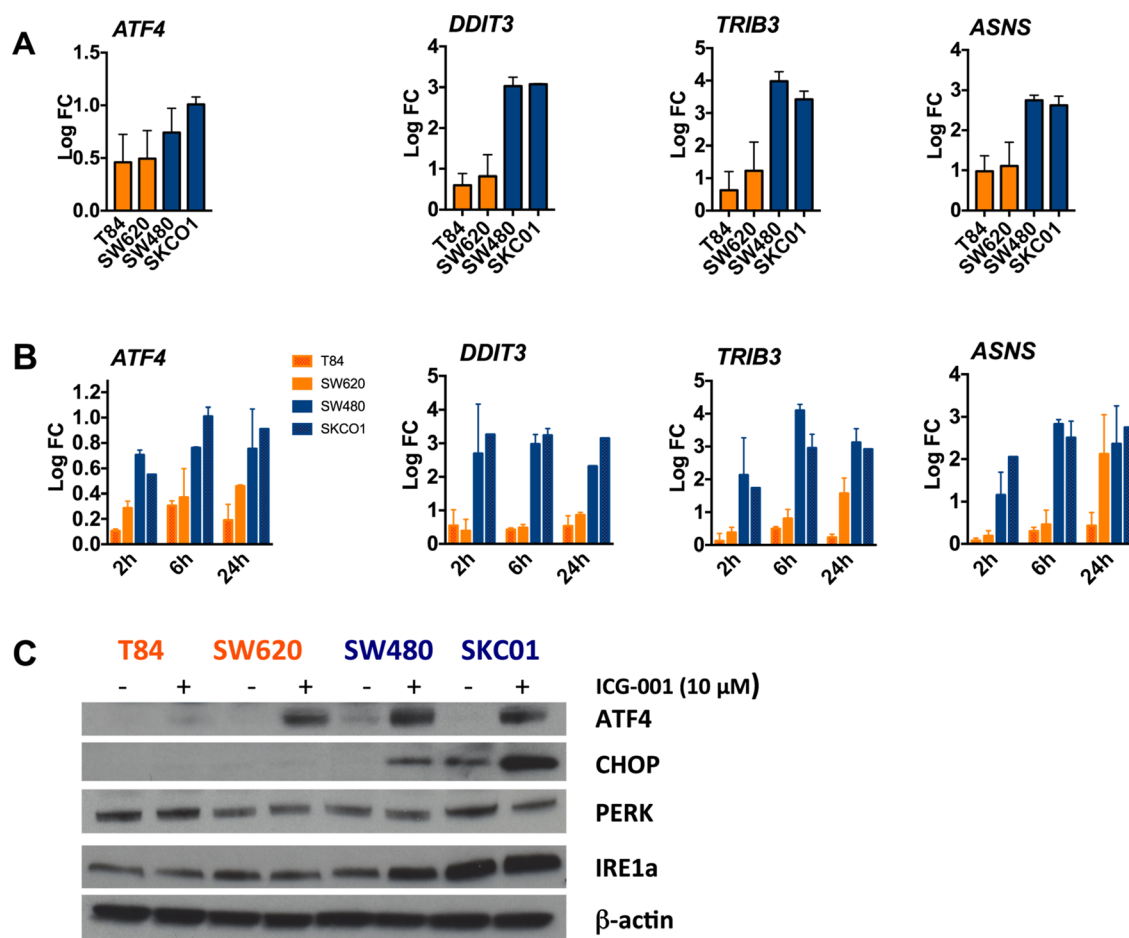 A
ATF4
DDIT3
TRIB3
ASNS
Log FC
1.5
1.0
0.5
0.0
T84
SW620
SW480
SKCO1
Log FC
4
3
2
1
0
T84
SW620
SW480
SKC01
Log FC
5
4
3
2
1
0
T84
SW620
SW480
SKC01
Log FC
4
3
2
1
0
T84
SW620
SW480
SKC01
B
ATF4
DDIT3
TRIB3
ASNS
Log FC
1.2
1.0
0.8
0.6
0.4
0.2
0.0
2h
6h
24h
T84
SW620
SW480
SKCO1
Log FC
5
4
3
2
1
0
2h
6h
24h
Log FC
5
4
3
2
1
0
2h
6h
24h
Log FC
4
3
2
1
0
2h
6h
24h
C
T84 SW620 SW480 SKC01
- + - + - + - + ICG-001 (10 μM)
ATF4
CHOP
PERK
IRE1a
β-actin